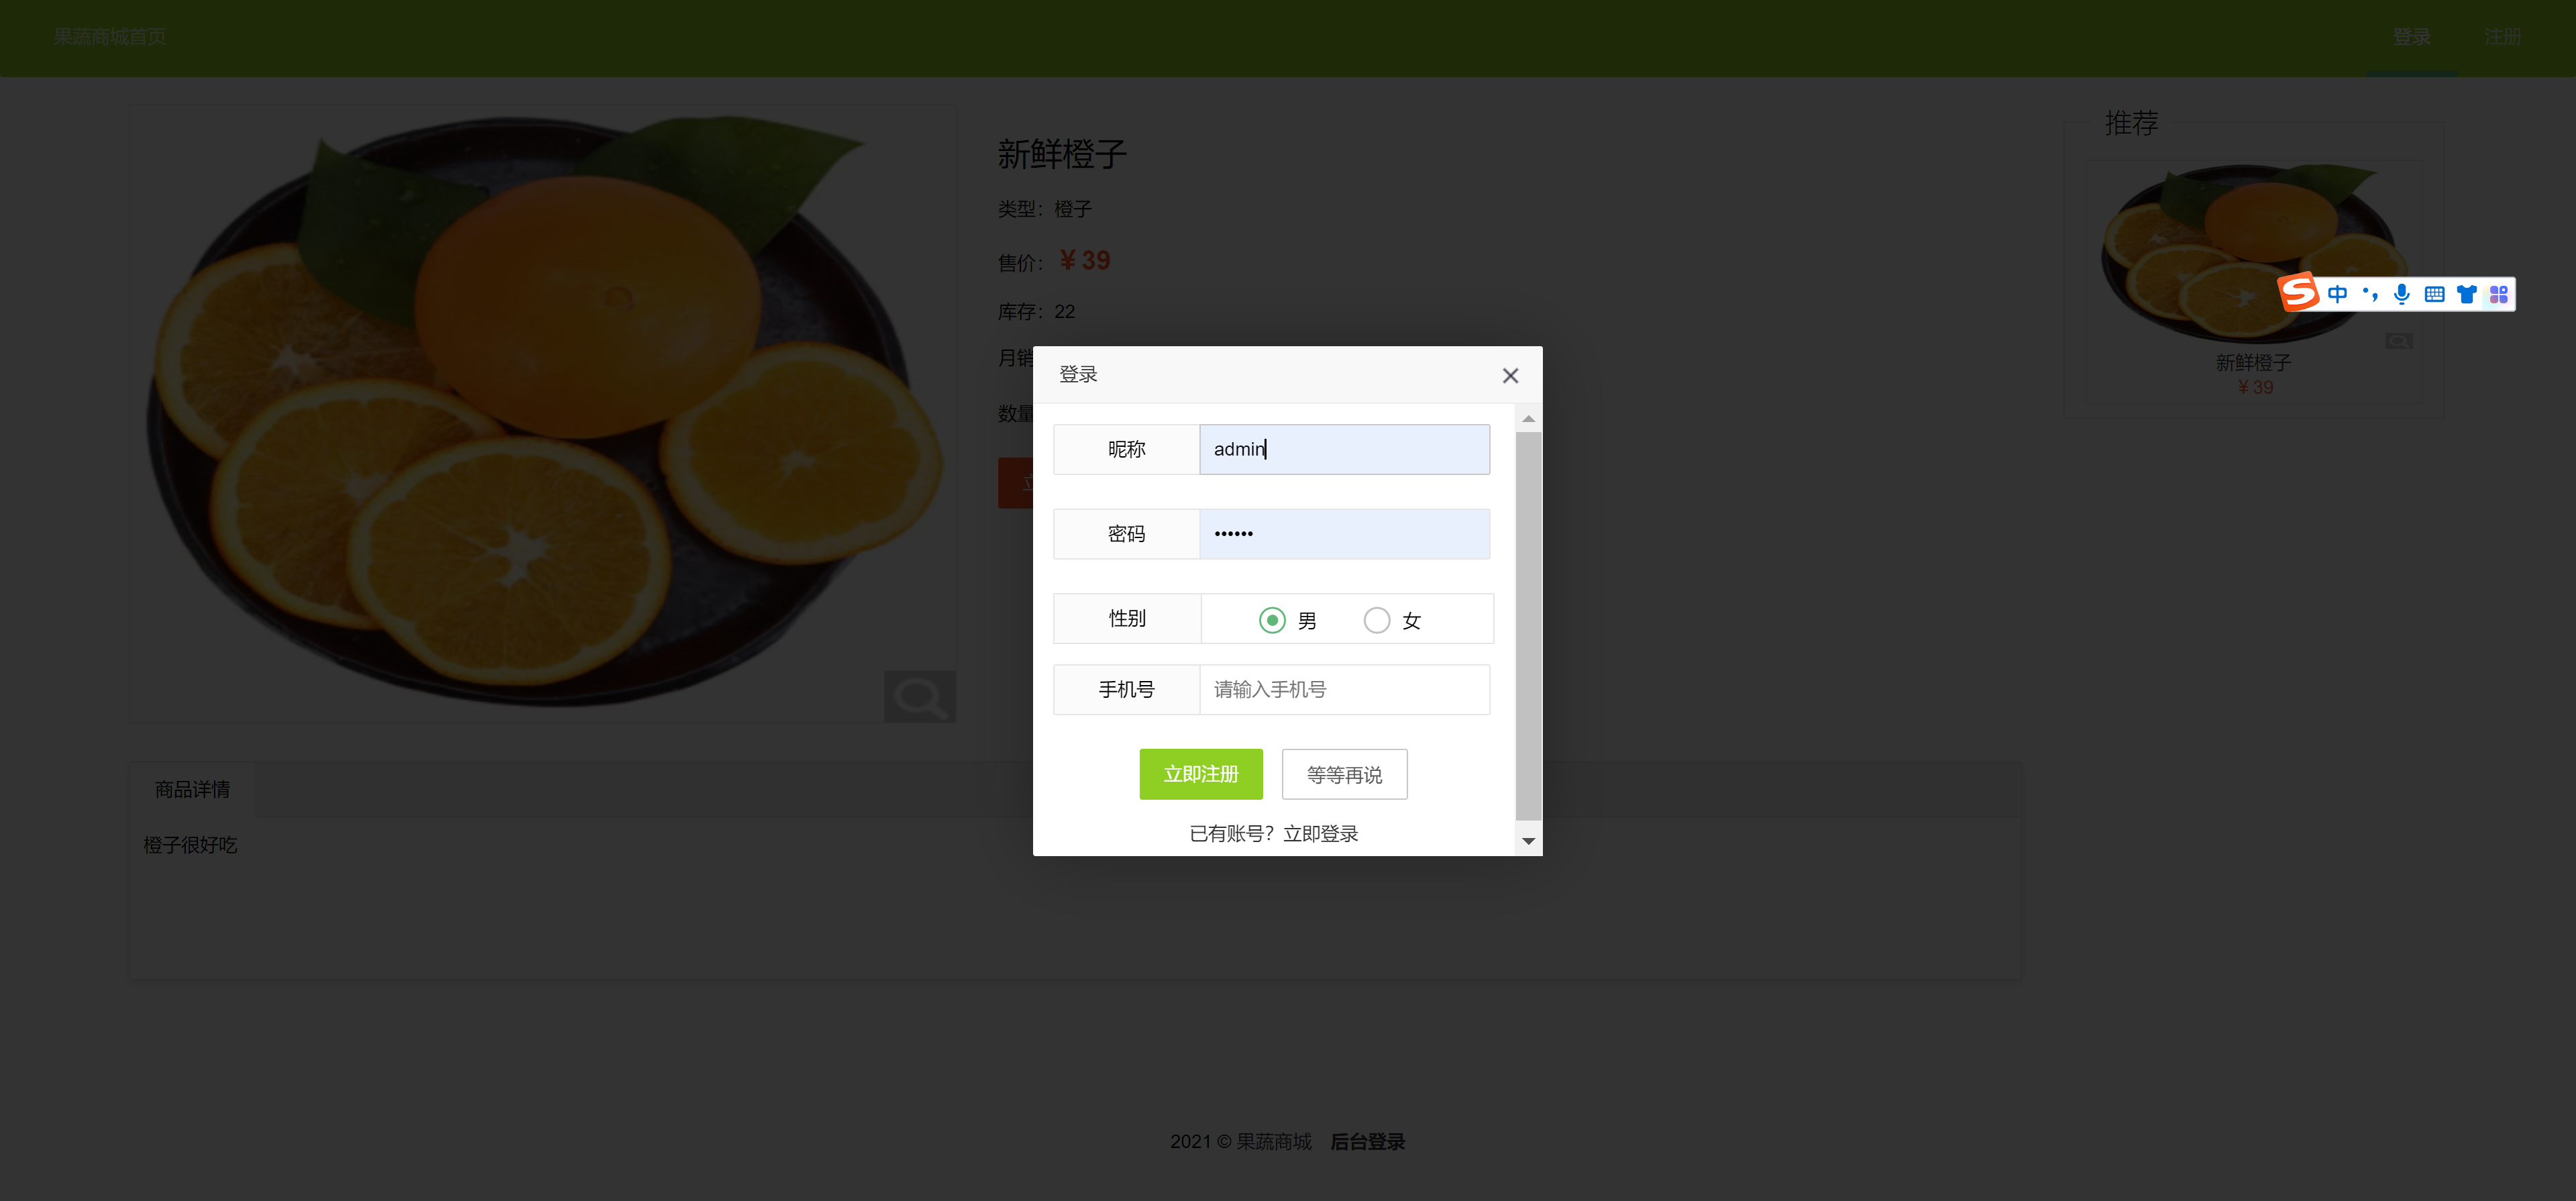 果蔬商城首页
登录
注册
新鲜橙子
类型：橙子
售价： ¥ 39
库存：22
月销
数量
推荐
新鲜橙子
¥ 39
中
登录
昵称
admin
密码
••••••
性别
男
女
手机号
请输入手机号
立即注册
等等再说
已有账号？立即登录
商品详情
橙子很好吃
2021 © 果蔬商城 后台登录